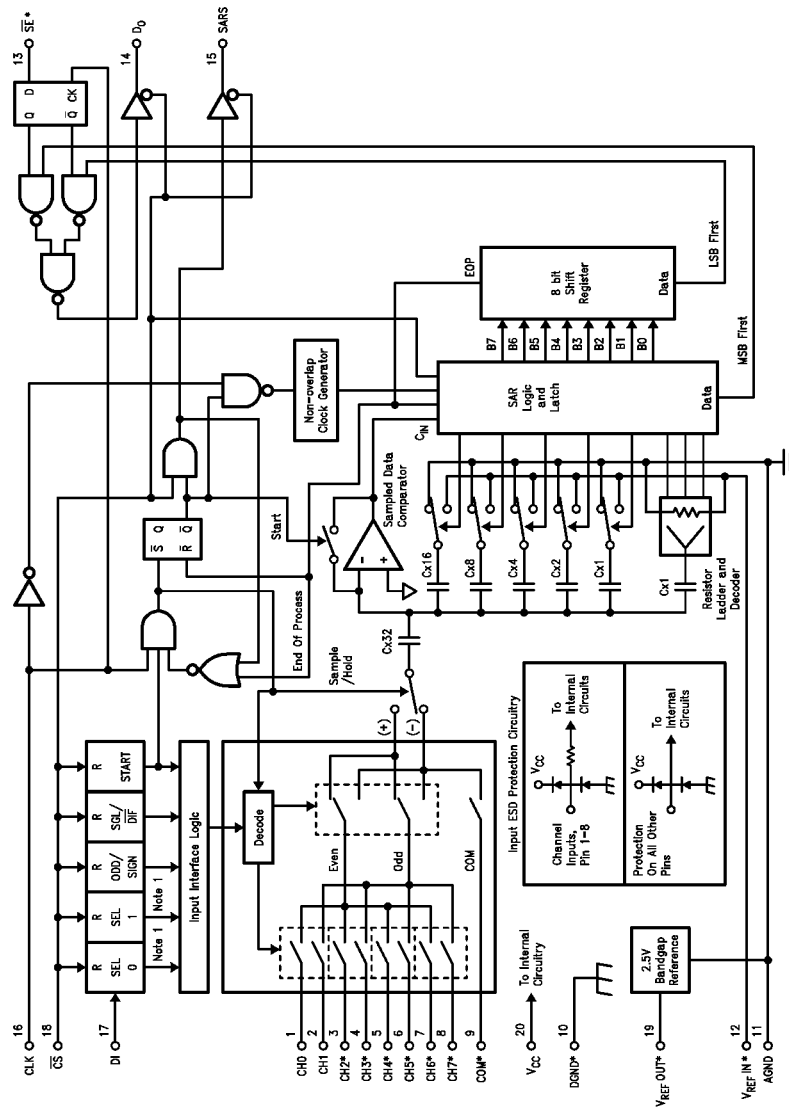 CLK 16
CS 18
DI 17
R SEL 0
R SEL 1
R ODD/ SIGN
R SGL/ DIF
R START
Note 1
Note 1
Input Interface Logic
CH0 1
CH1 2
CH2* 3
CH3* 4
CH4* 5
CH5* 6
CH6* 7
CH7* 8
COM* 9
Decode
Even
Odd
COM
(+)
(−)
Sample
/Hold
Start
End Of Process
S Q
R Q
Cx32
Sampled Data
Comparator
−
+
Cx16
Cx8
Cx4
Cx2
Cx1
Cx1
Resistor
Ladder and
Decoder
Non-overlap
Clock Generator
CIN
SAR
Logic
and
Latch
Data
B7
B6
B5
B4
B3
B2
B1
B0
EOP
8 bit
Shift
Register
Data
LSB First
MSB First
Q D
Q CK
13 SE*
14 DO
15 SARS
VCC 20
To Internal
Circuitry
DGND* 10
VREF OUT* 19
2.5V
Bandgap
Reference
VREF IN* 12
AGND 11
Input ESD Protection Circuitry
VCC
Channel
Inputs,
Pin 1–8
To
Internal
Circuits
VCC
Protection
On All Other
Pins
To
Internal
Circuits